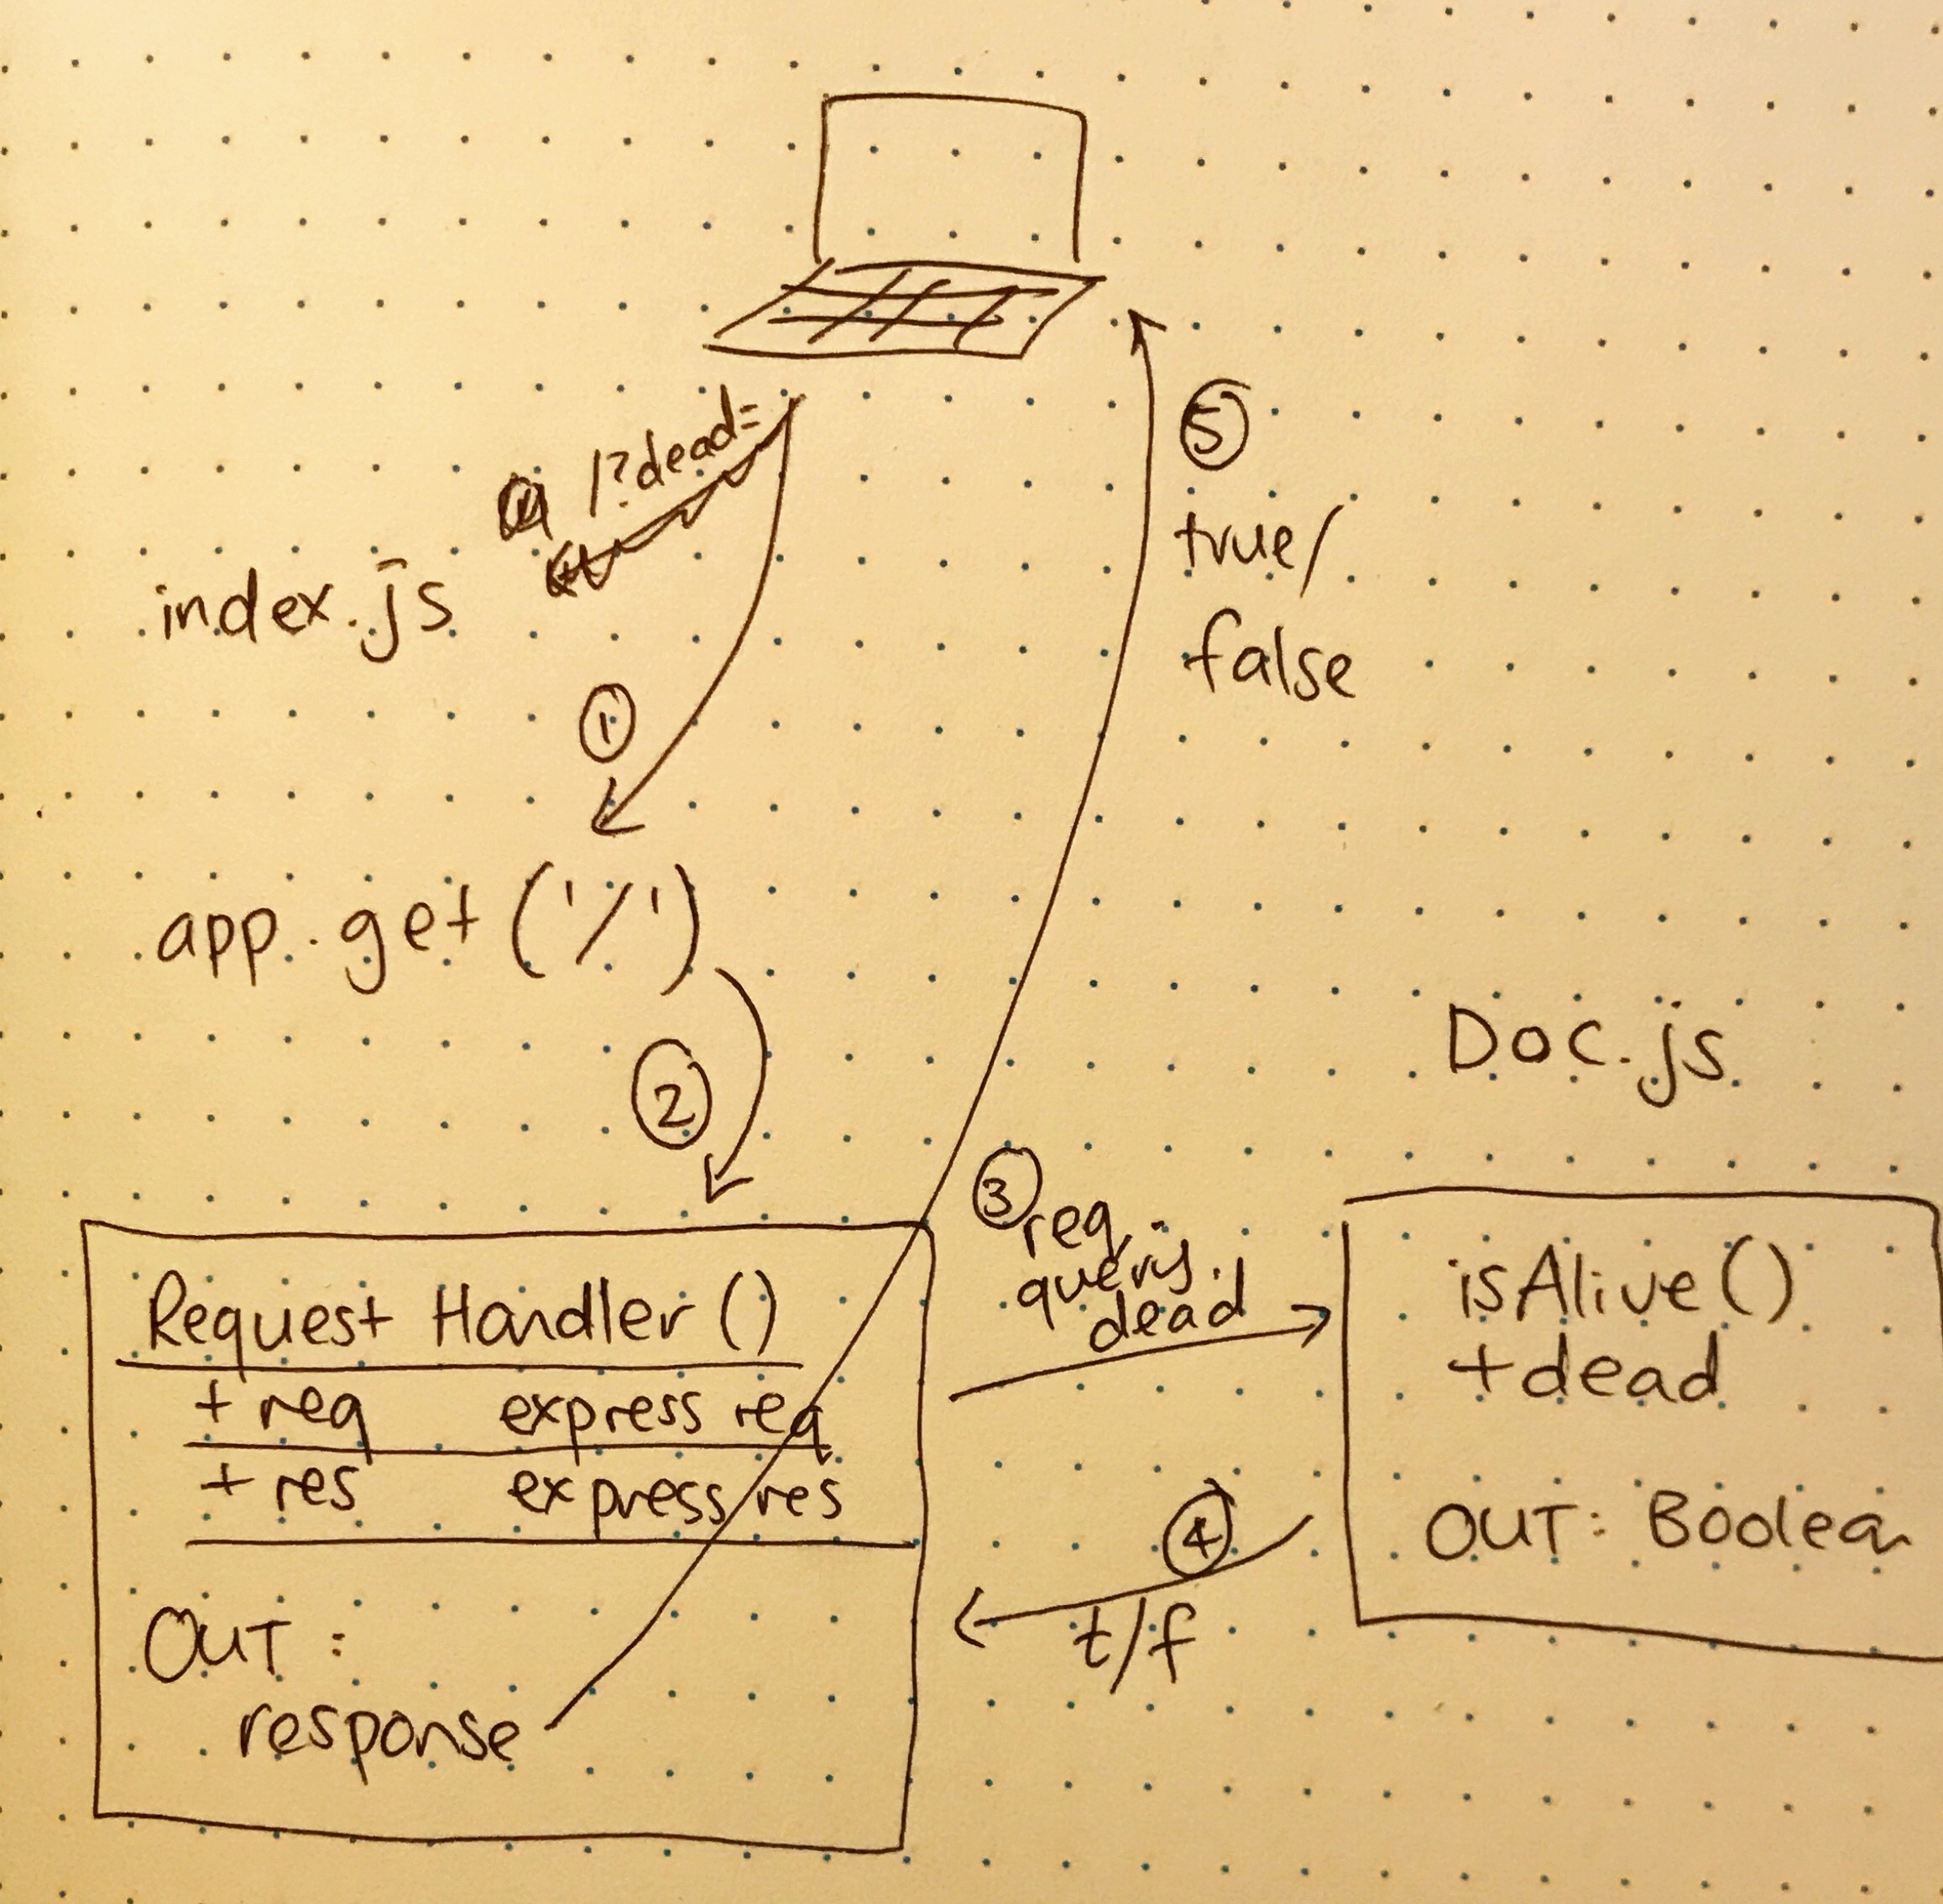 /?dead=
index.js
①
⑤
true/
false
app.get('/')
②
Doc.js
③ req.
query.
dead
Request Handler()
+ req express req
+ res express res
OUT:
response
isAlive()
+dead
OUT: Boolean
④
t/f